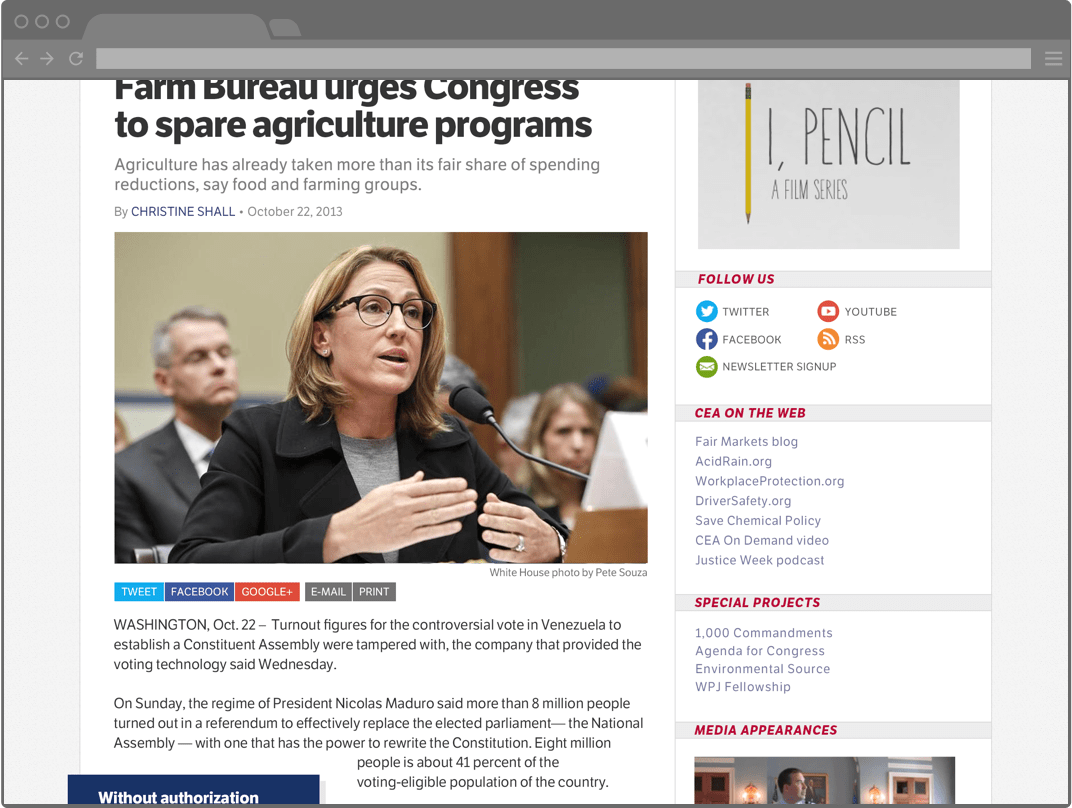 Farm Bureau urges Congress
to spare agriculture programs
Agriculture has already taken more than its fair share of spending
reductions, say food and farming groups.
By CHRISTINE SHALL • October 22, 2013
White House photo by Pete Souza
TWEET FACEBOOK GOOGLE+ E-MAIL PRINT
WASHINGTON, Oct. 22 – Turnout figures for the controversial vote in Venezuela to
establish a Constituent Assembly were tampered with, the company that provided the
voting technology said Wednesday.
On Sunday, the regime of President Nicolas Maduro said more than 8 million people
turned out in a referendum to effectively replace the elected parliament— the National
Assembly — with one that has the power to rewrite the Constitution. Eight million
people is about 41 percent of the
voting-eligible population of the country.
Without authorization
I, PENCIL
A FILM SERIES
FOLLOW US
TWITTER YOUTUBE
FACEBOOK RSS
NEWSLETTER SIGNUP
CEA ON THE WEB
Fair Markets blog
AcidRain.org
WorkplaceProtection.org
DriverSafety.org
Save Chemical Policy
CEA On Demand video
Justice Week podcast
SPECIAL PROJECTS
1,000 Commandments
Agenda for Congress
Environmental Source
WPJ Fellowship
MEDIA APPEARANCES